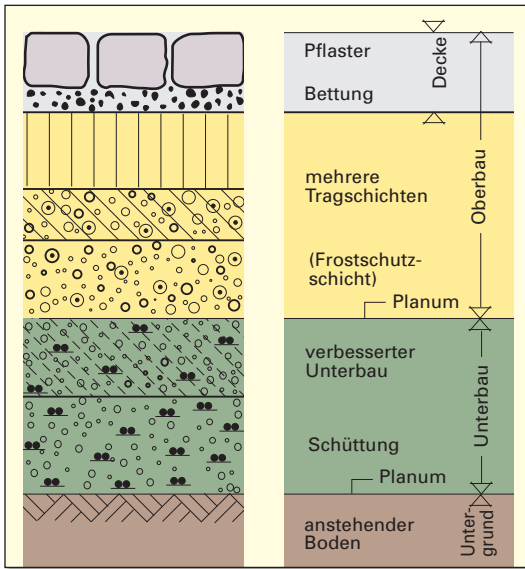 Pflaster
Bettung
Decke
mehrere
Tragschichten
(Frostschutz-
schicht)
Planum
Oberbau
verbesserter
Unterbau
Schüttung
Planum
Unterbau
anstehender
Boden
Unter-
grund